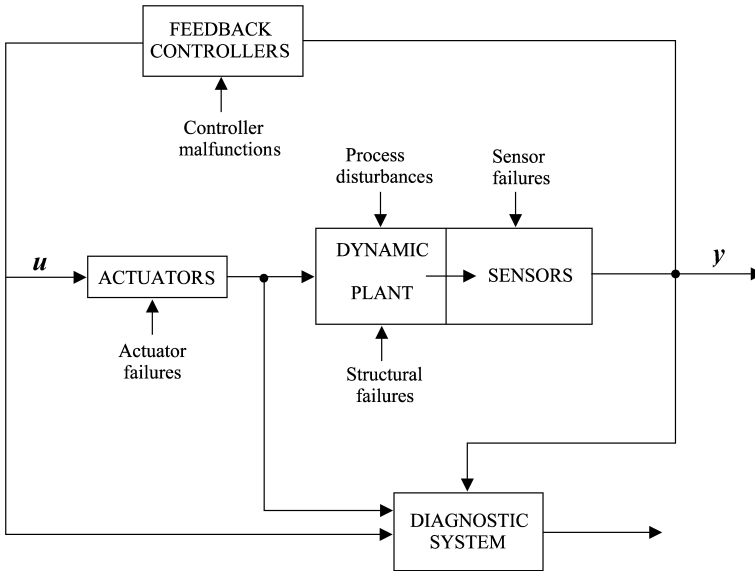 FEEDBACK
CONTROLLERS
Controller
malfunctions
Process
disturbances
Sensor
failures
u
ACTUATORS
DYNAMIC
PLANT
SENSORS
y
Actuator
failures
Structural
failures
DIAGNOSTIC
SYSTEM